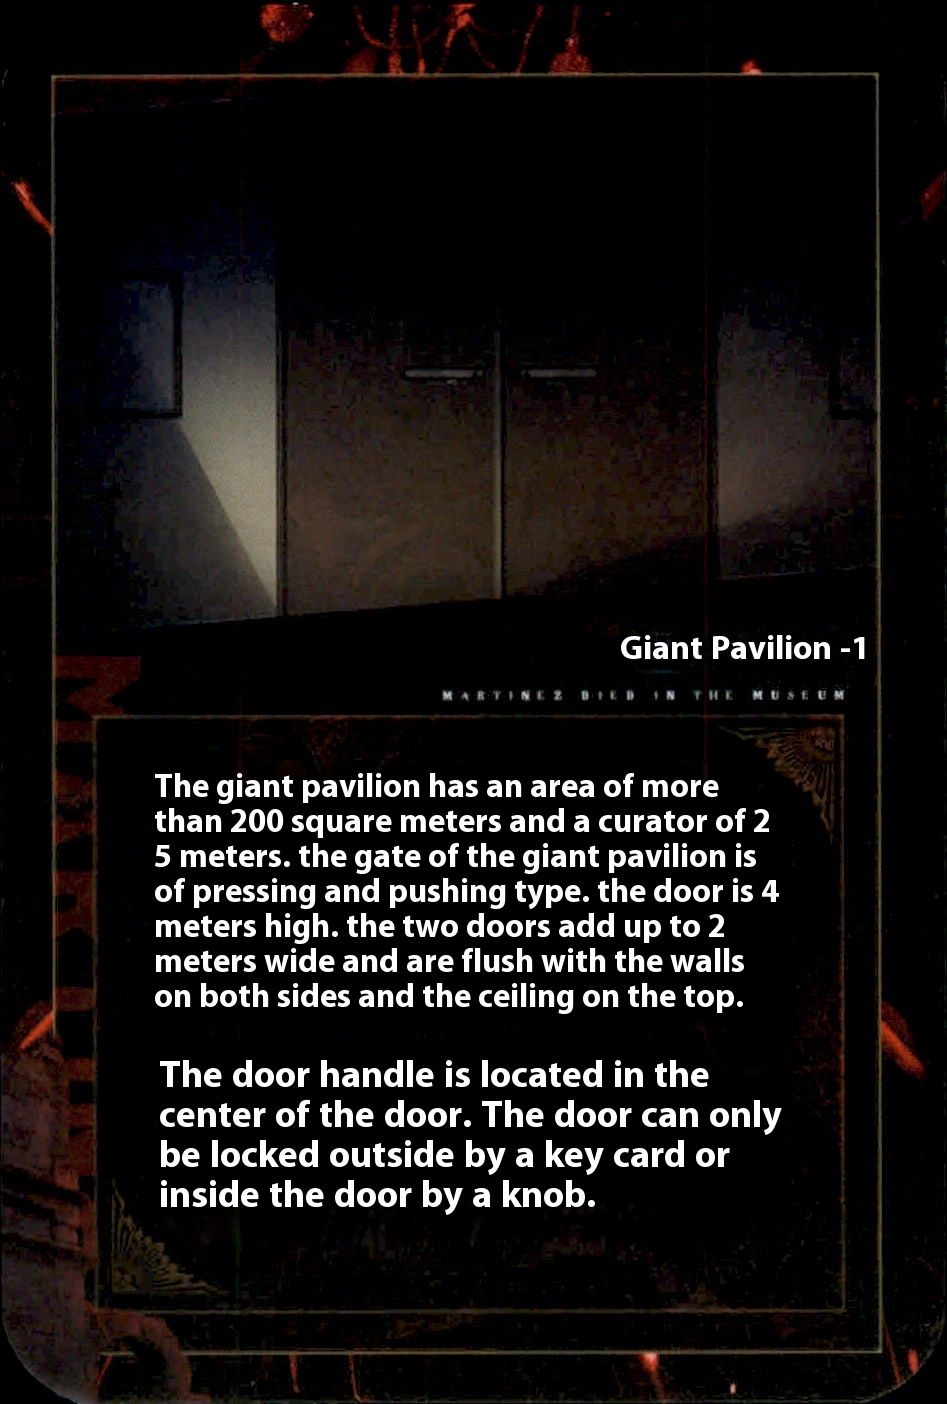 Giant Pavilion -1
MARTINEZ DIED IN THE MUSEUM
The giant pavilion has an area of more
than 200 square meters and a curator of 2
5 meters. the gate of the giant pavilion is
of pressing and pushing type. the door is 4
meters high. the two doors add up to 2
meters wide and are flush with the walls
on both sides and the ceiling on the top.
The door handle is located in the
center of the door. The door can only
be locked outside by a key card or
inside the door by a knob.